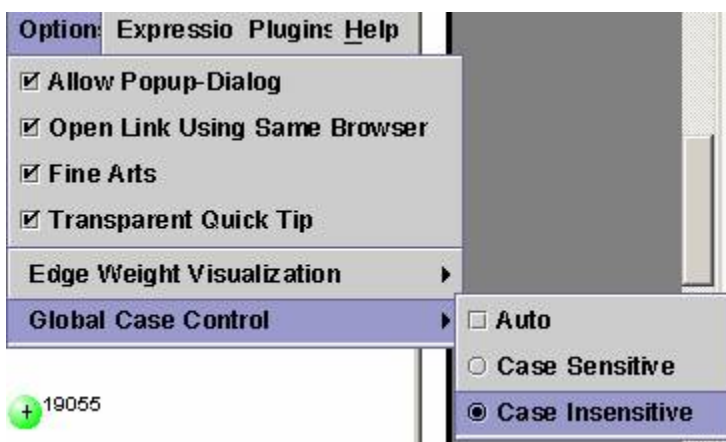 Option Expressio Plugins Help
Allow Popup-Dialog
Open Link Using Same Browser
Fine Arts
Transparent Quick Tip
Edge Weight Visualization
Global Case Control
Auto
Case Sensitive
Case Insensitive
19055